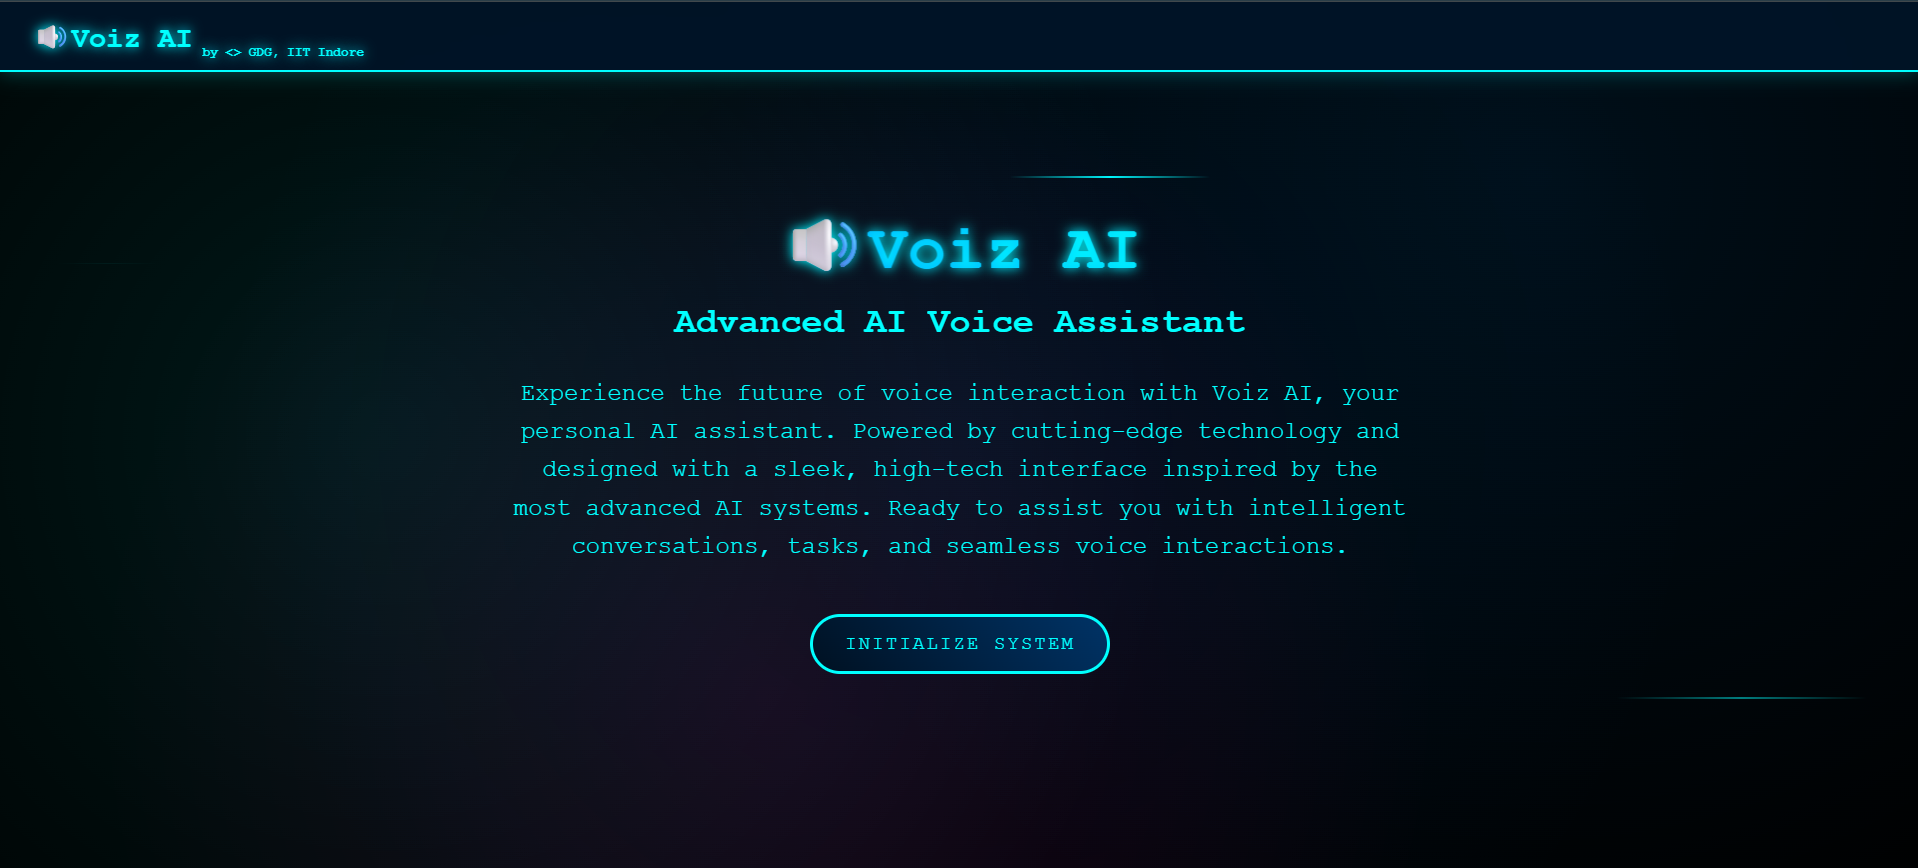 Voiz AI by <> GDG, IIT Indore
Voiz AI
Advanced AI Voice Assistant
Experience the future of voice interaction with Voiz AI, your
personal AI assistant. Powered by cutting-edge technology and
designed with a sleek, high-tech interface inspired by the
most advanced AI systems. Ready to assist you with intelligent
conversations, tasks, and seamless voice interactions.
INITIALIZE SYSTEM